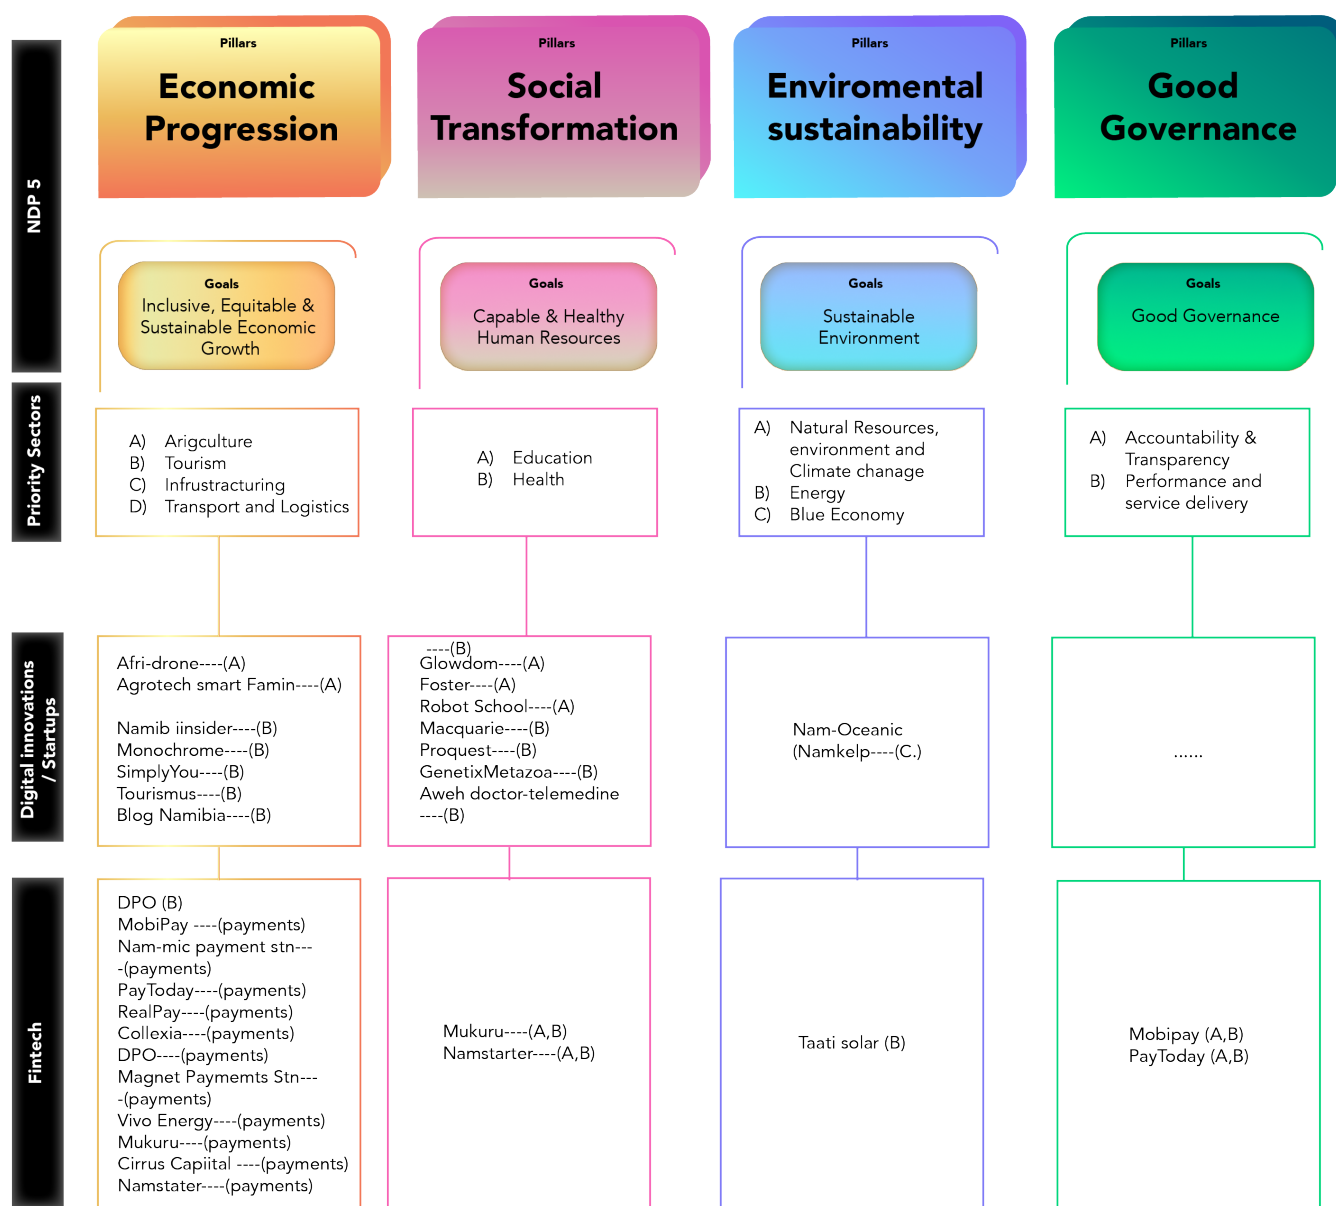 NDP 5
Pillars
Economic
Progression
Pillars
Social
Transformation
Pillars
Enviromental
sustainability
Pillars
Good
Governance
Goals
Inclusive, Equitable &
Sustainable Economic
Growth
Goals
Capable & Healthy
Human Resources
Goals
Sustainable
Environment
Goals
Good Governance
Priority Sectors
A) Arigculture
B) Tourism
C) Infrustracturing
D) Transport and Logistics
A) Education
B) Health
A) Natural Resources,
environment and
Climate chanage
B) Energy
C) Blue Economy
A) Accountability &
Transparency
B) Performance and
service delivery
Digital innovations
/ Startups
Afri-drone----(A)
Agrotech smart Famin----(A)
Namib iinsider----(B)
Monochrome----(B)
SimplyYou----(B)
Tourismus----(B)
Blog Namibia----(B)
----(B)
Glowdom----(A)
Foster----(A)
Robot School----(A)
Macquarie----(B)
Proquest----(B)
GenetixMetazoa----(B)
Aweh doctor-telemedine
----(B)
Nam-Oceanic
(Namkelp----(C.)
......
Fintech
DPO (B)
MobiPay ----(payments)
Nam-mic payment stn---
-(payments)
PayToday----(payments)
RealPay----(payments)
Collexia----(payments)
DPO----(payments)
Magnet Paymemts Stn---
-(payments)
Vivo Energy----(payments)
Mukuru----(payments)
Cirrus Capiital ----(payments)
Namstater----(payments)
Mukuru----(A,B)
Namstarter----(A,B)
Taati solar (B)
Mobipay (A,B)
PayToday (A,B)